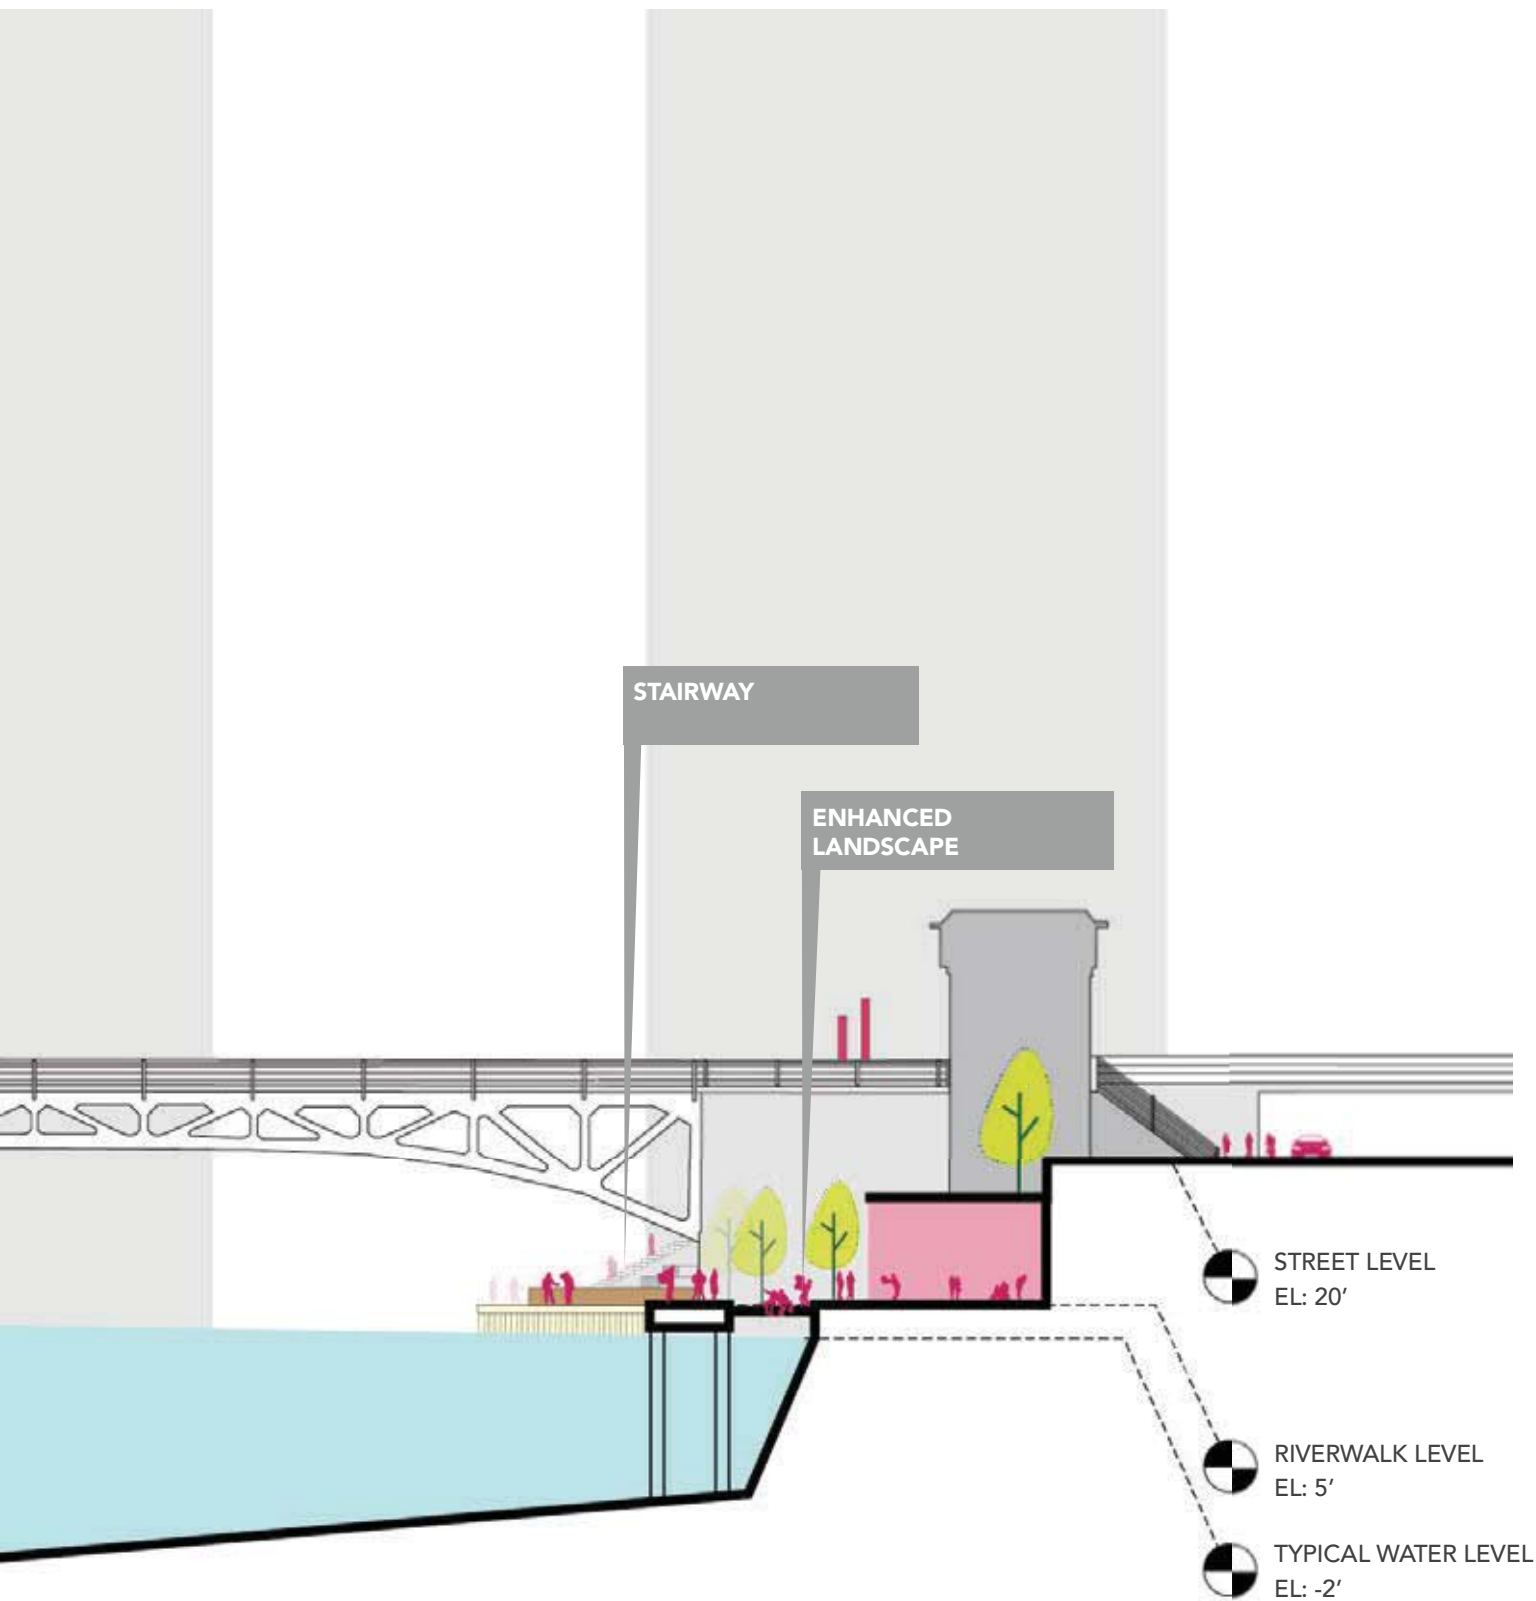 STAIRWAY
ENHANCED
LANDSCAPE
STREET LEVEL
EL: 20’
RIVERWALK LEVEL
EL: 5’
TYPICAL WATER LEVEL
EL: -2’